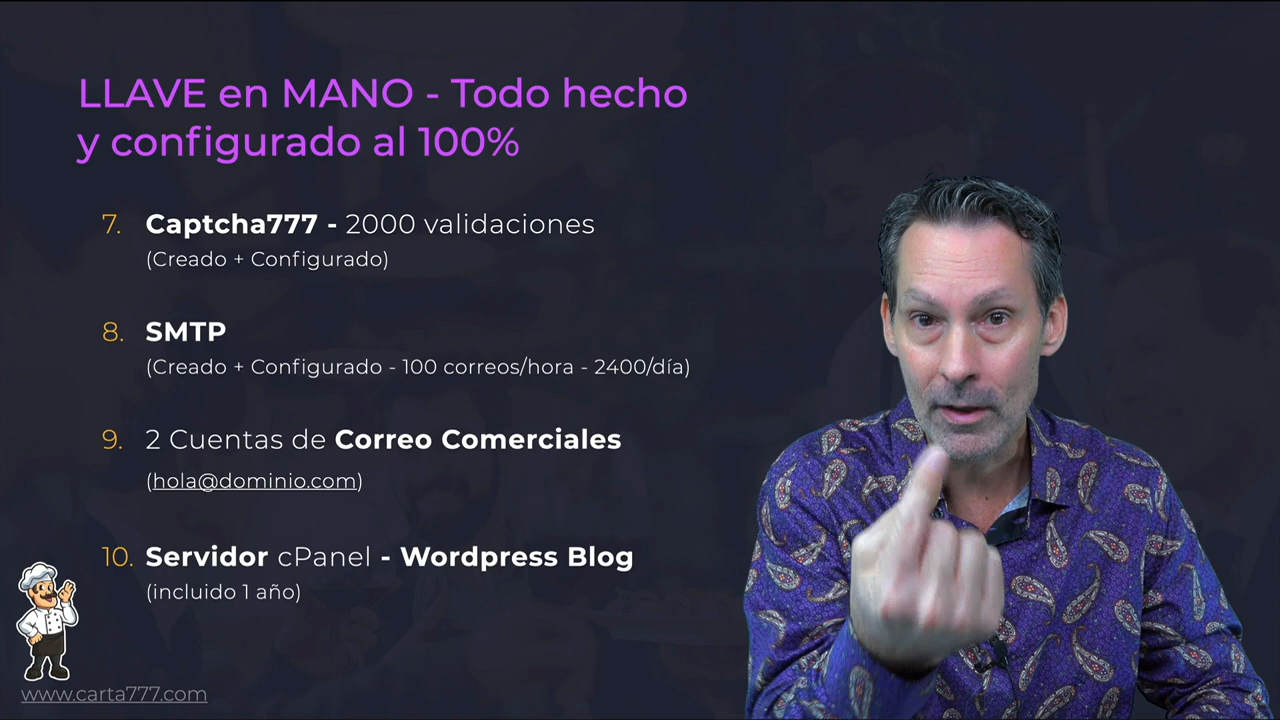 LLAVE en MANO - Todo hecho
y configurado al 100%
7. Captcha777 - 2000 validaciones
(Creado + Configurado)
8. SMTP
(Creado + Configurado - 100 correos/hora - 2400/día)
9. 2 Cuentas de Correo Comerciales
(hola@dominio.com)
10. Servidor cPanel - Wordpress Blog
(incluido 1 año)
www.carta777.com